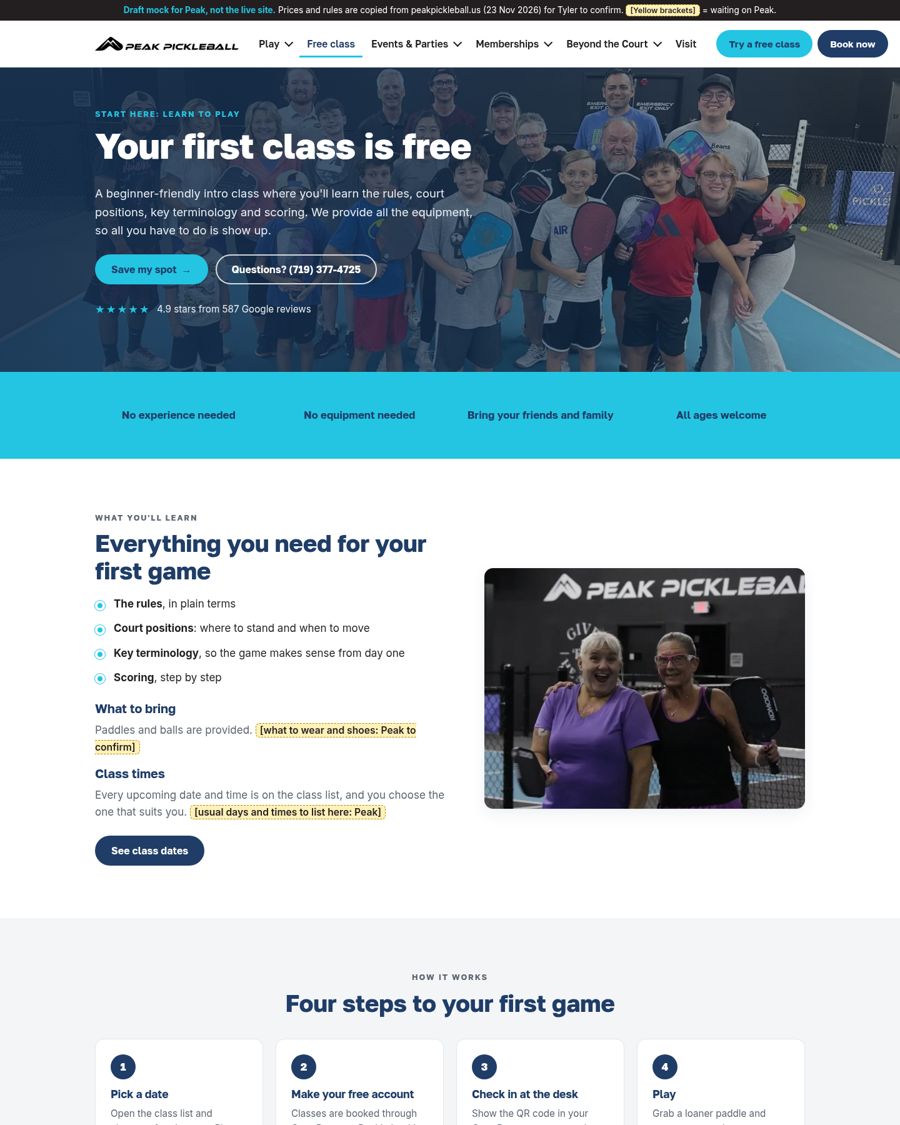 Draft mock for Peak, not the live site. Prices and rules are copied from peakpickleball.us (23 Nov 2026) for Tyler to confirm. [Yellow brackets] = waiting on Peak.
PEAK PICKLEBALL
Play
Free class
Events & Parties
Memberships
Beyond the Court
Visit
Try a free class
Book now
START HERE: LEARN TO PLAY
Your first class is free
A beginner-friendly intro class where you'll learn the rules, court
positions, key terminology and scoring. We provide all the equipment,
so all you have to do is show up.
Save my spot →
Questions? (719) 377-4725
★★★★★ 4.9 stars from 587 Google reviews
EXIT ONLY
EMERGENCY
EXIT ONLY
Beans
AIR
PICKLE
No experience needed
No equipment needed
Bring your friends and family
All ages welcome
WHAT YOU'LL LEARN
Everything you need for your
first game
The rules, in plain terms
Court positions: where to stand and when to move
Key terminology, so the game makes sense from day one
Scoring, step by step
What to bring
Paddles and balls are provided. [what to wear and shoes: Peak to
confirm]
Class times
Every upcoming date and time is on the class list, and you choose the
one that suits you. [usual days and times to list here: Peak]
See class dates
PEAK PICKLEBAL
GIV
HOW IT WORKS
Four steps to your first game
1
Pick a date
Open the class list and
2
Make your free account
Classes are booked through
3
Check in at the desk
Show the QR code in your
4
Play
Grab a loaner paddle and